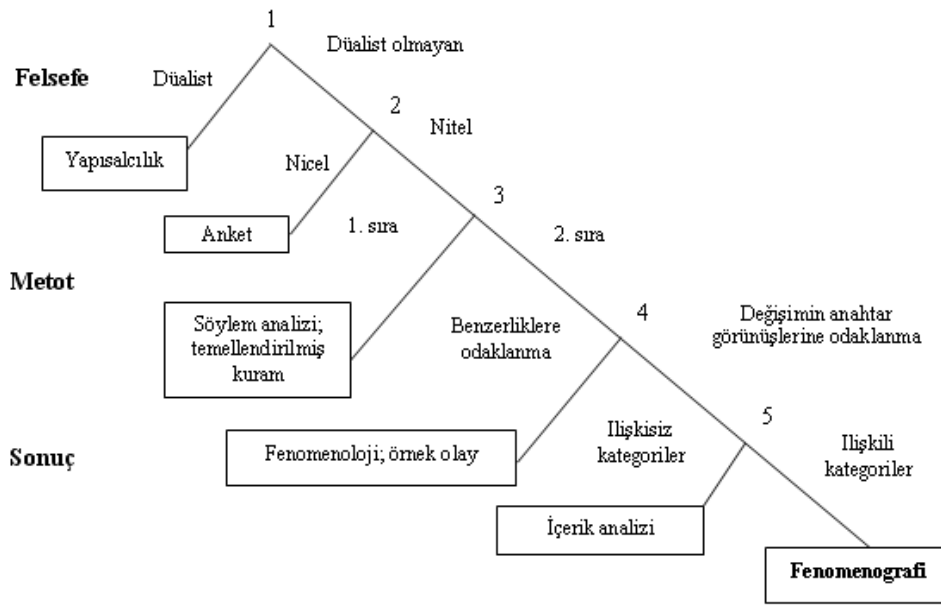 1
Düalist olmayan
Felsefe
Düalist
2
Nitel
Yapısalcılık
Nicel
3
Anket
1. sıra
2. sıra
Metot
4
Değişimin anahtar
görünüşlerine odaklanma
Söylem analizi;
temellendirilmiş
kuram
Benzerliklere
odaklanma
5
Sonuç
Fenomenoloji; örnek olay
Ilişkisiz
kategoriler
Ilişkili
kategoriler
İçerik analizi
Fenomenografi